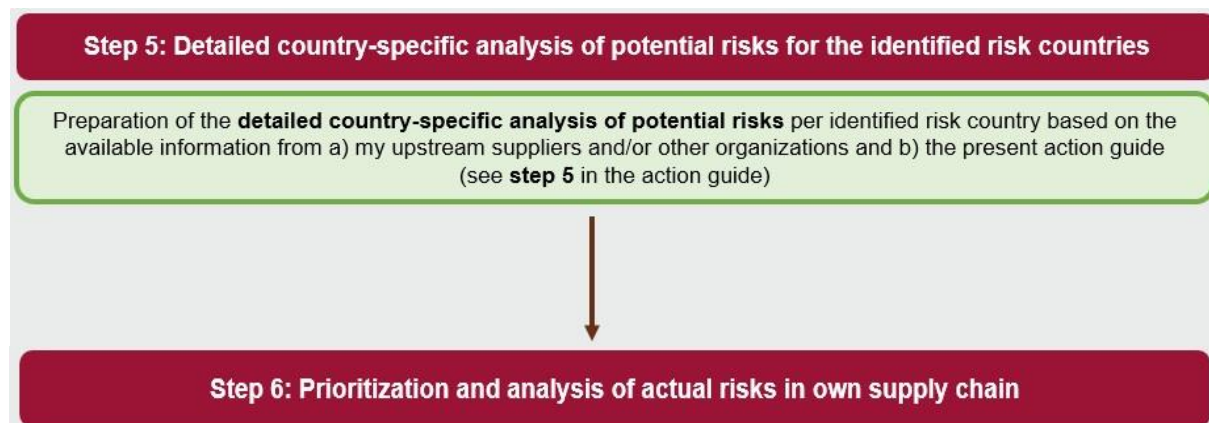 Step 5: Detailed country-specific analysis of potential risks for the identified risk countries
Preparation of the detailed country-specific analysis of potential risks per identified risk country based on the
available information from a) my upstream suppliers and/or other organizations and b) the present action guide
(see step 5 in the action guide)
Step 6: Prioritization and analysis of actual risks in own supply chain